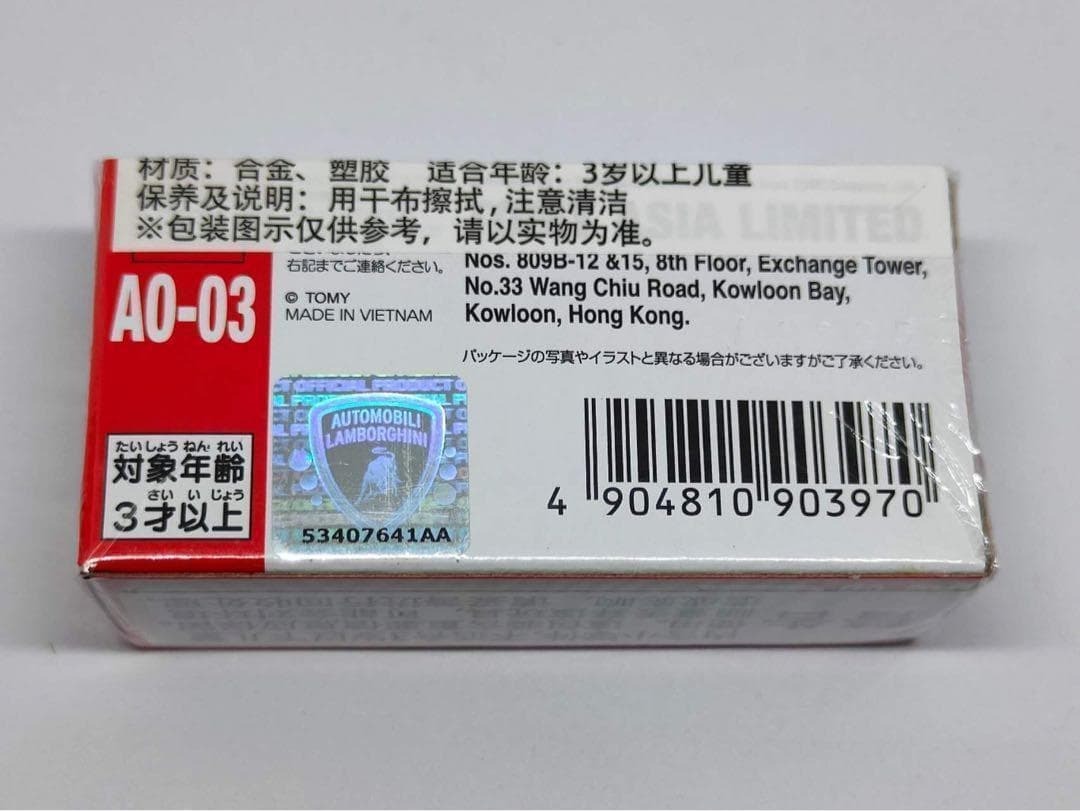 材质：合金、塑胶 适合年龄：3岁以上儿童
保养及说明：用干布擦拭，注意清洁
※包装图示仅供参考，请以实物为准。
ASIA LIMITED.
右記までご連絡ください。
Nos. 809B-12 &15, 8th Floor, Exchange Tower,
No.33 Wang Chiu Road, Kowloon Bay,
Kowloon, Hong Kong.
AO-03
© TOMY
MADE IN VIETNAM
パッケージの写真やイラストと異なる場合がございますがご了承ください。
OFFICIAL PRODUCT
AUTOMOBILI
LAMBORGHINI
53407641AA
たいしょうねんれい
対象年齢
さいいじょう
3才以上
4 904810 903970